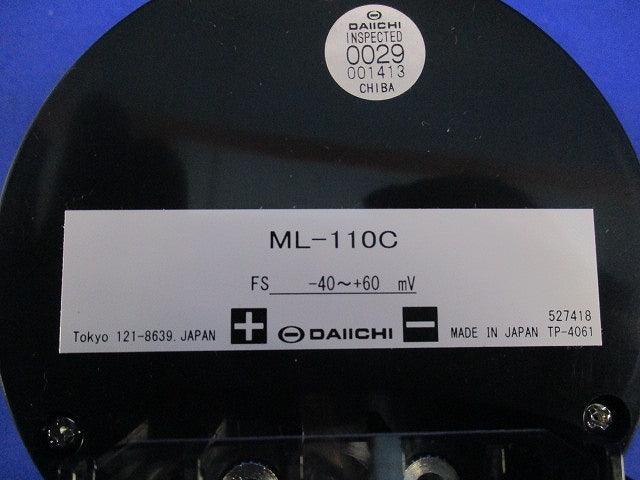 DAIICHI
INSPECTED
0029
001413
CHIBA
ML-110C
FS -40～+60 mV
527418
Tokyo 121-8639. JAPAN + DAIICHI - MADE IN JAPAN TP-4061